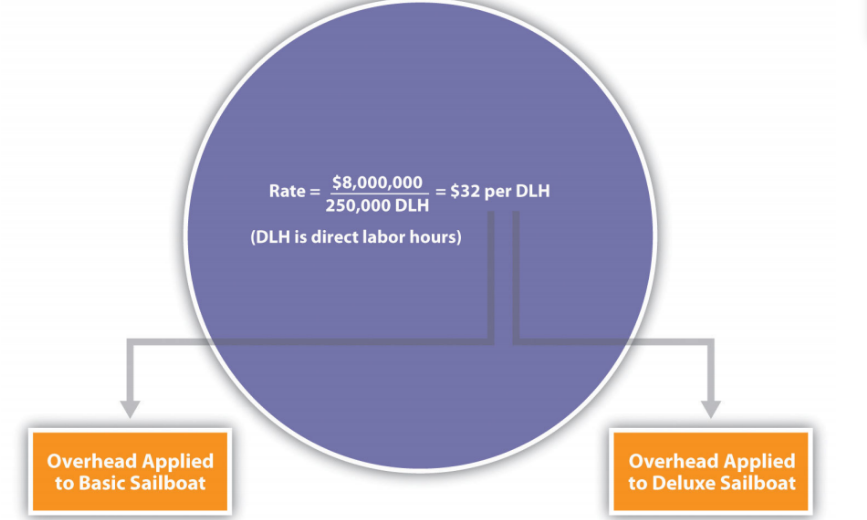 Rate = $8,000,000 / 250,000 DLH = $32 per DLH
(DLH is direct labor hours)
Overhead Applied
to Basic Sailboat
Overhead Applied
to Deluxe Sailboat